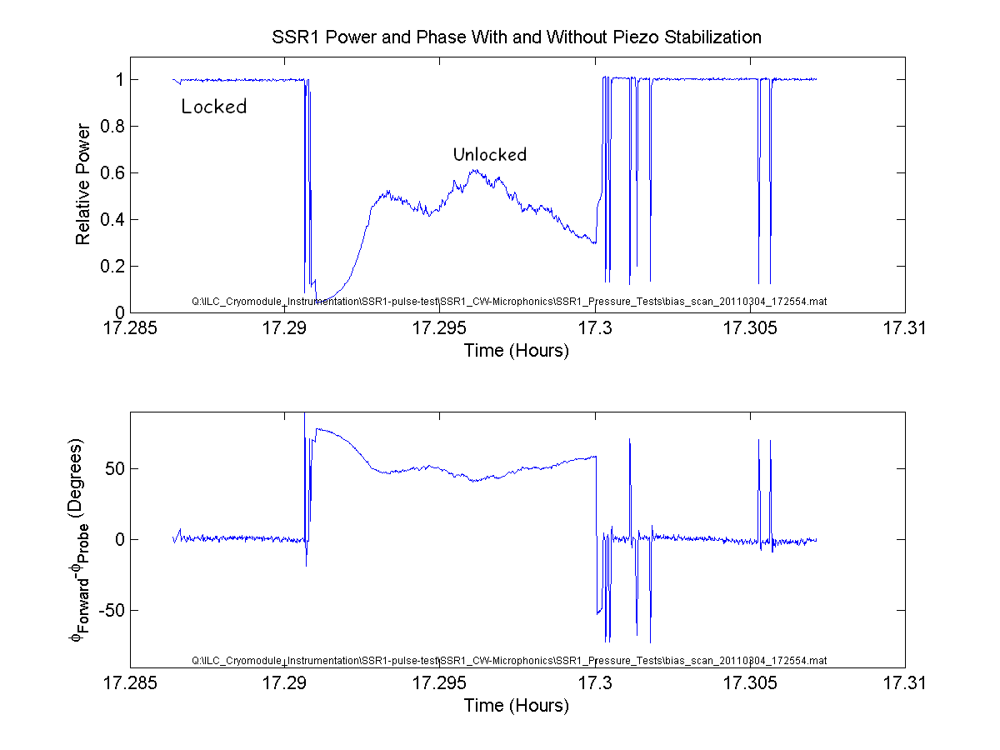 SSR1 Power and Phase With and Without Piezo Stabilization
Relative Power
1
0.8
0.6
0.4
0.2
0
Locked
Unlocked
Q:\ILC_Cryomodule_Instrumentation\SSR1-pulse-test\SSR1_CW-Microphonics\SSR1_Pressure_Tests\bias_scan_20110304_172554.mat
17.285 17.29 17.295 17.3 17.305 17.31
Time (Hours)
ϕForward-ϕProbe (Degrees)
50
0
-50
Q:\ILC_Cryomodule_Instrumentation\SSR1-pulse-test\SSR1_CW-Microphonics\SSR1_Pressure_Tests\bias_scan_20110304_172554.mat
17.285 17.29 17.295 17.3 17.305 17.31
Time (Hours)